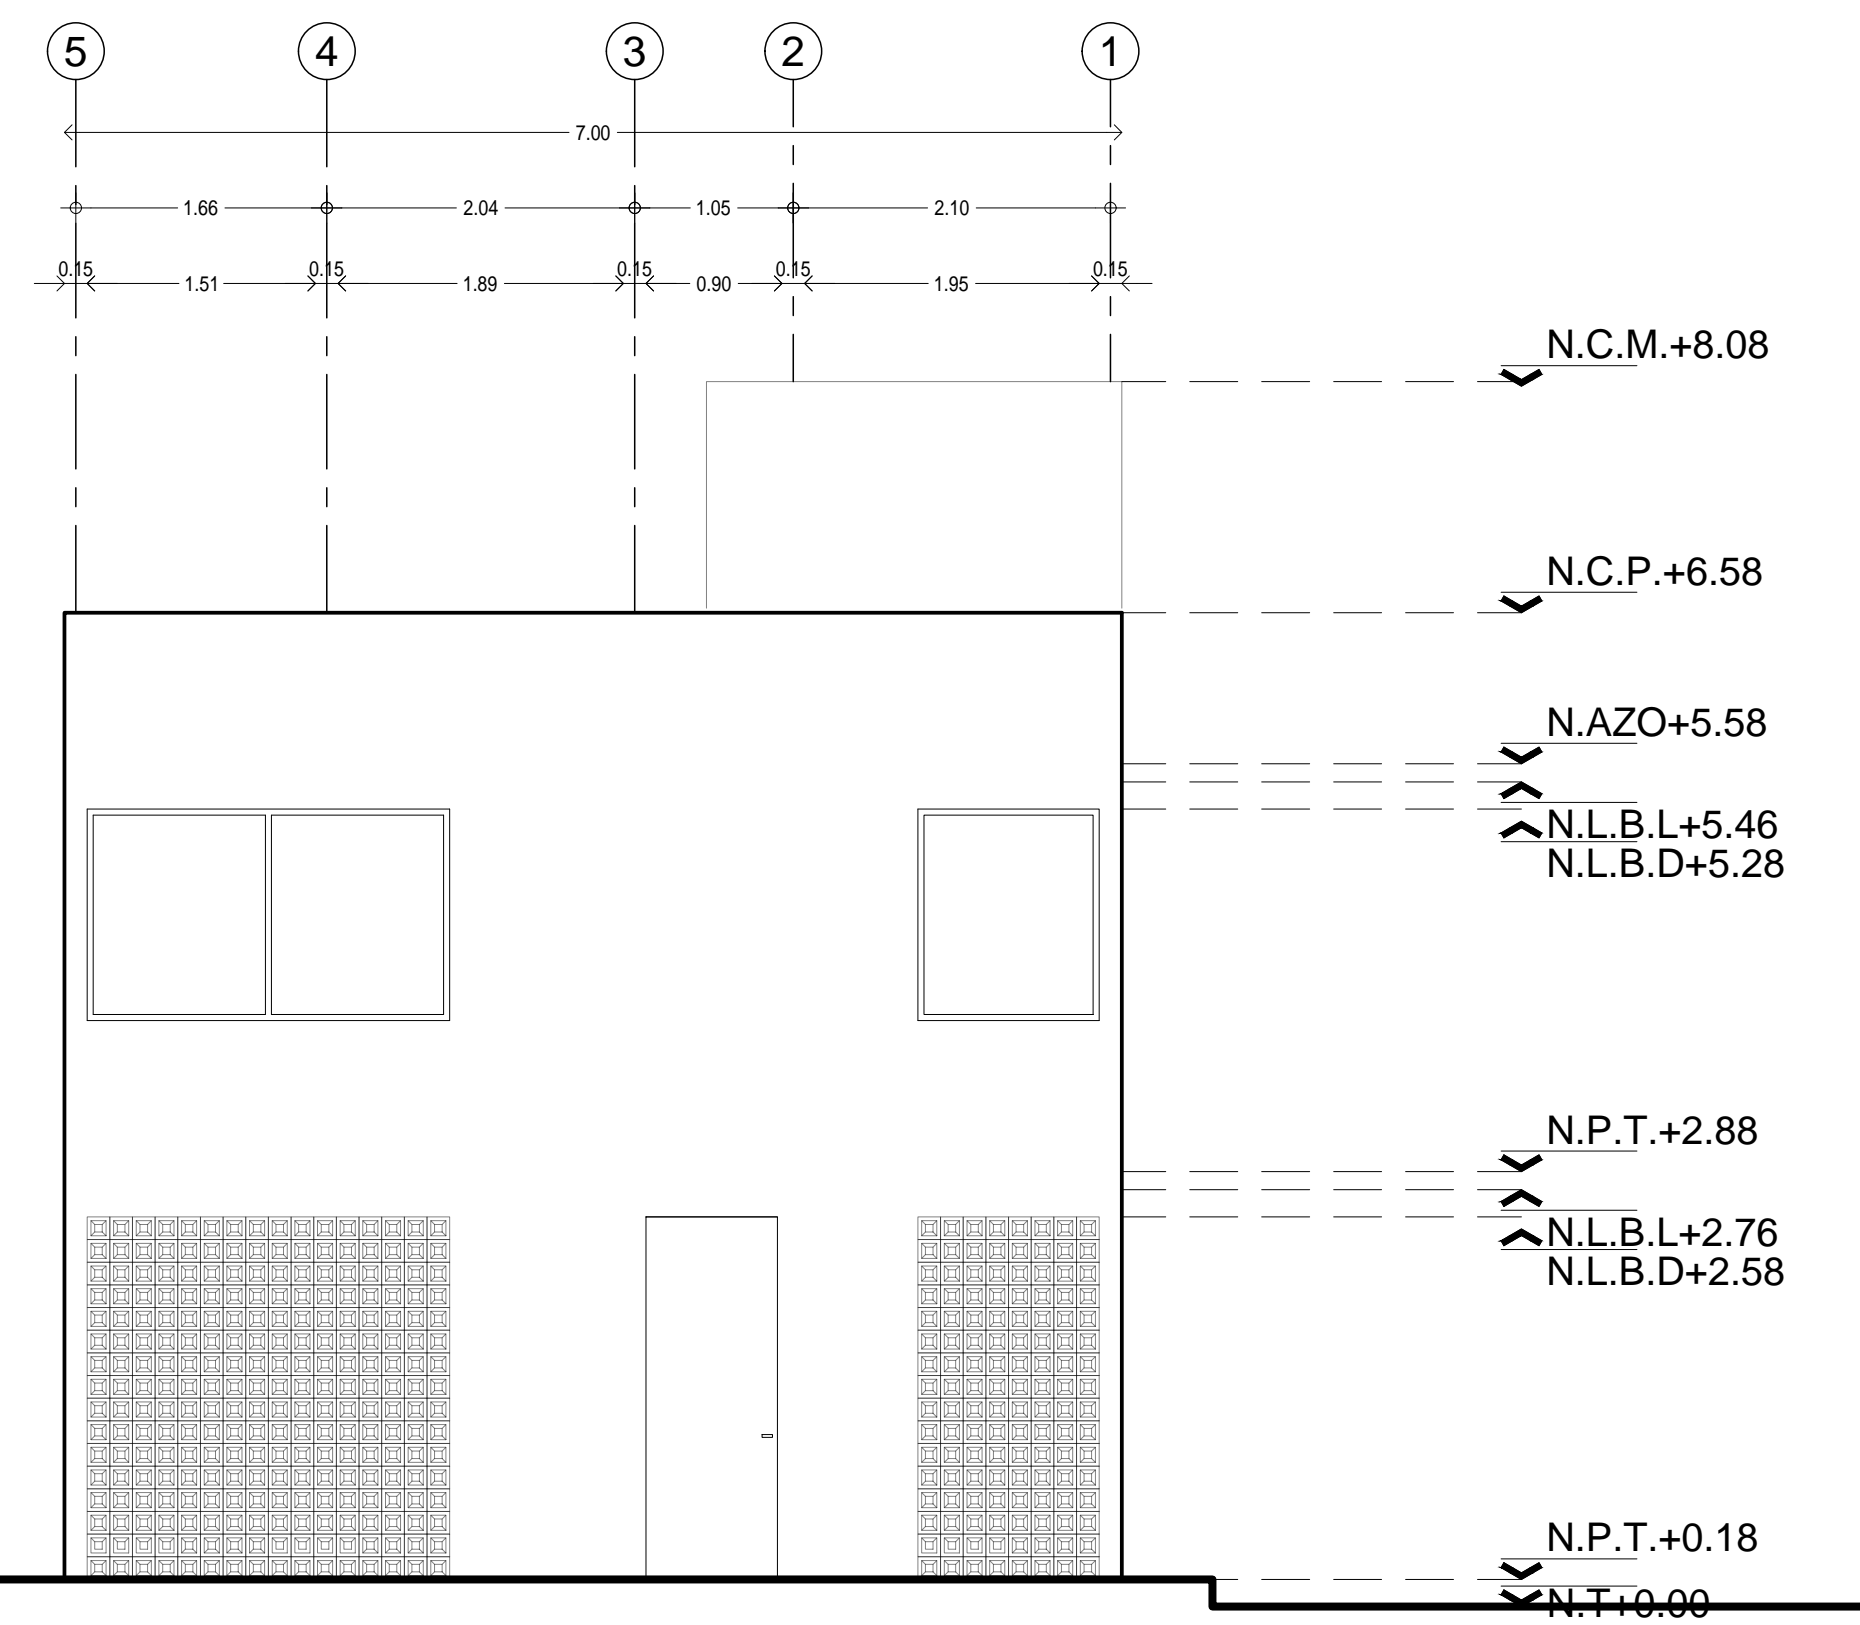 5 4 3 2 1
7.00
1.66 2.04 1.05 2.10
0.15 0.15 0.15 0.15 0.15
1.51 1.89 0.90 1.95
N.C.M.+8.08
N.C.P.+6.58
N.AZO+5.58
N.L.B.L+5.46
N.L.B.D+5.28
N.P.T.+2.88
N.L.B.L+2.76
N.L.B.D+2.58
N.P.T.+0.18
N.T+0.00